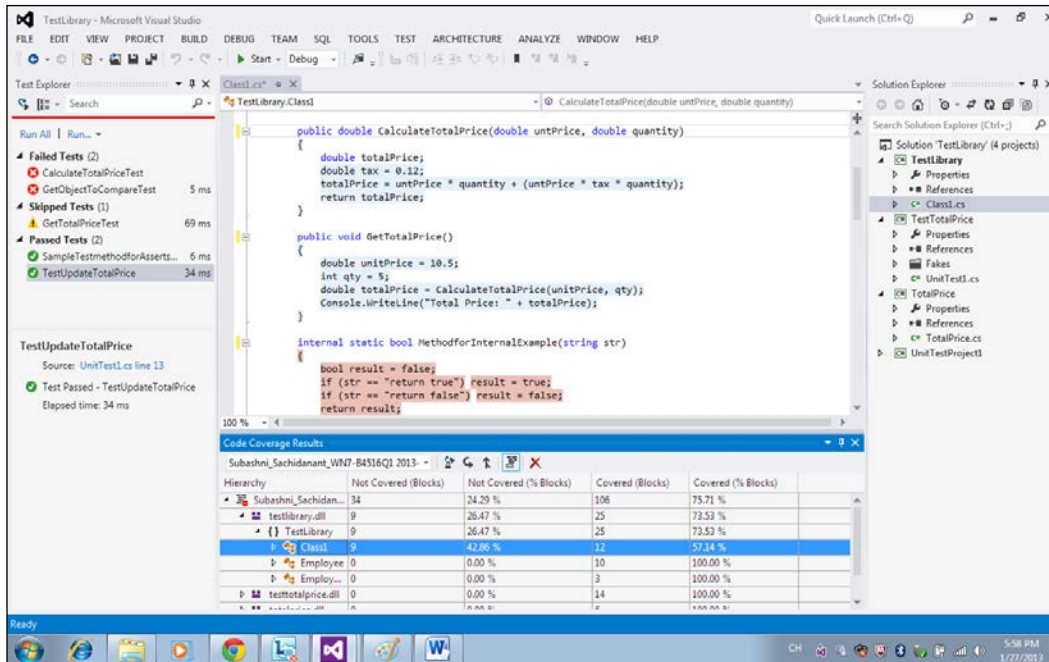 TestLibrary - Microsoft Visual Studio
Quick Launch (Ctrl+Q)
FILE EDIT VIEW PROJECT BUILD DEBUG TEAM SQL TOOLS TEST ARCHITECTURE ANALYZE WINDOW HELP
Start - Debug
Test Explorer
Search
Run All | Run...
Failed Tests (2)
CalculateTotalPriceTest
GetObjectToCompareTest 5 ms
Skipped Tests (1)
GetTotalPriceTest 69 ms
Passed Tests (2)
SampleTestmethodforAsserts... 6 ms
TestUpdateTotalPrice 34 ms
TestUpdateTotalPrice
Source: UnitTest1.cs line 13
Test Passed - TestUpdateTotalPrice
Elapsed time: 34 ms
Class1.cs*
TestLibrary.Class1
CalculateTotalPrice(double untPrice, double quantity)
public double CalculateTotalPrice(double untPrice, double quantity)
{
double totalPrice;
double tax = 0.12;
totalPrice = untPrice * quantity + (untPrice * tax * quantity);
return totalPrice;
}
public void GetTotalPrice()
{
double unitPrice = 10.5;
int qty = 5;
double totalPrice = CalculateTotalPrice(unitPrice, qty);
Console.WriteLine("Total Price: " + totalPrice);
}
internal static bool MethodforInternalExample(string str)
{
bool result = false;
if (str == "return true") result = true;
if (str == "return false") result = false;
return result;
100 %
Solution Explorer
Search Solution Explorer (Ctrl+;)
Solution 'TestLibrary' (4 projects)
TestLibrary
Properties
References
Class1.cs
TestTotalPrice
Properties
References
Fakes
UnitTest1.cs
TotalPrice
Properties
References
TotalPrice.cs
UnitTestProject1
Code Coverage Results
Subashni_Sachidanant_WN7-B4516Q1 2013-
Hierarchy Not Covered (Blocks) Not Covered (% Blocks) Covered (Blocks) Covered (% Blocks)
Subashni_Sachidan... 34 24.29 % 106 75.71 %
testlibrary.dll 9 26.47 % 25 73.53 %
{ } TestLibrary 9 26.47 % 25 73.53 %
Class1 9 42.86 % 12 57.14 %
Employee 0 0.00 % 10 100.00 %
Employ... 0 0.00 % 3 100.00 %
testtotalprice.dll 0 0.00 % 14 100.00 %
Ready
CH
5:58 PM
1/27/2013